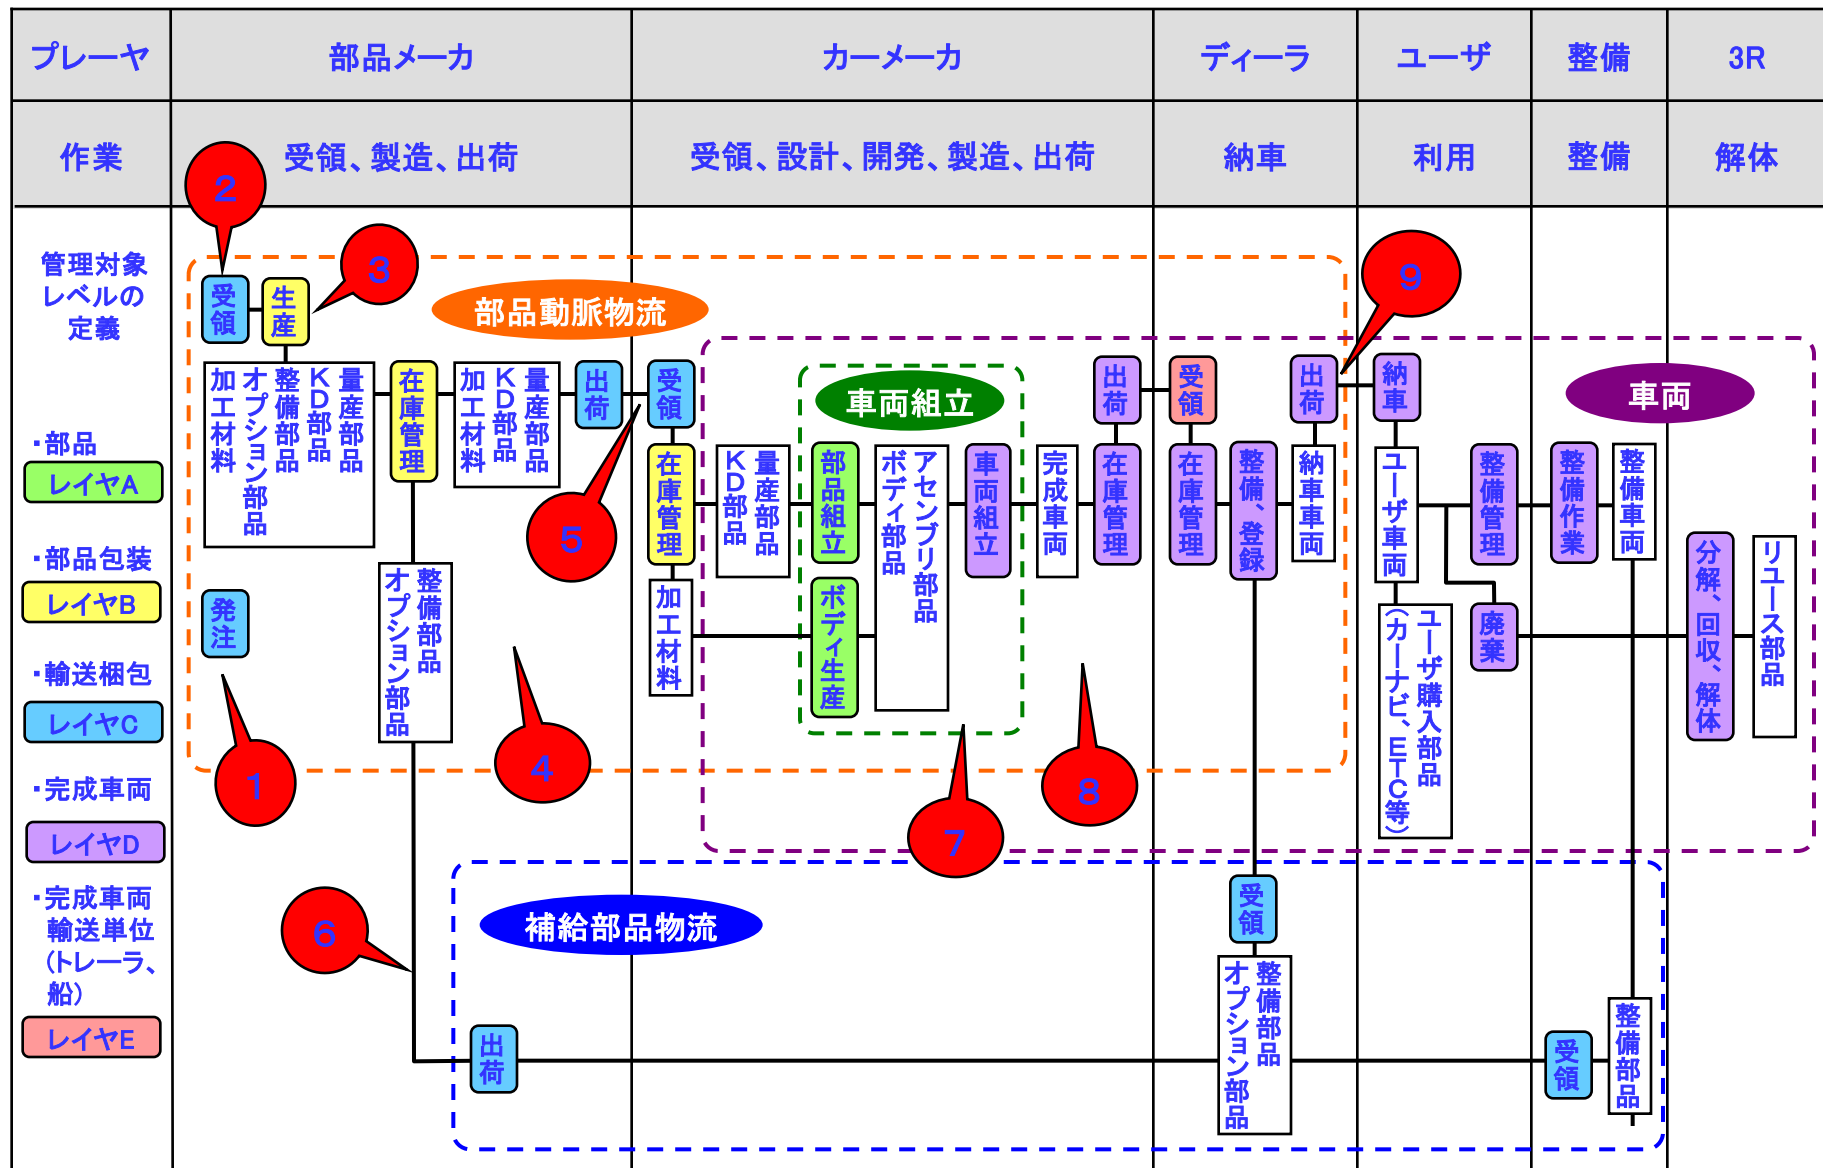 プレーヤ
部品メーカ
カーメーカ
ディーラ
ユーザ
整備
3R
作業
受領、製造、出荷
受領、設計、開発、製造、出荷
納車
利用
整備
解体
管理対象
レベルの
定義
・部品
レイヤA
・部品包装
レイヤB
・輸送梱包
レイヤC
・完成車両
レイヤD
・完成車両
輸送単位
(トレーラ、
船)
レイヤE
2
3
9
受領
生産
部品動脈物流
量産部品
KD部品
整備部品
オプション部品
加工材料
在庫管理
量産部品
KD部品
加工材料
出荷
発注
整備部品
オプション部品
1
4
5
6
受領
在庫管理
加工材料
量産部品
KD部品
車両組立
部品組立
ボディ生産
アセンブリ部品
ボディ部品
車両組立
完成車両
出荷
在庫管理
7
8
受領
在庫管理
整備、登録
出荷
納車車両
納車
ユーザ車両
ユーザ購入部品
(カーナビ、ETC等)
整備管理
廃棄
車両
整備作業
整備車両
分解、回収、解体
リユース部品
補給部品物流
出荷
受領
整備部品
オプション部品
受領
整備部品